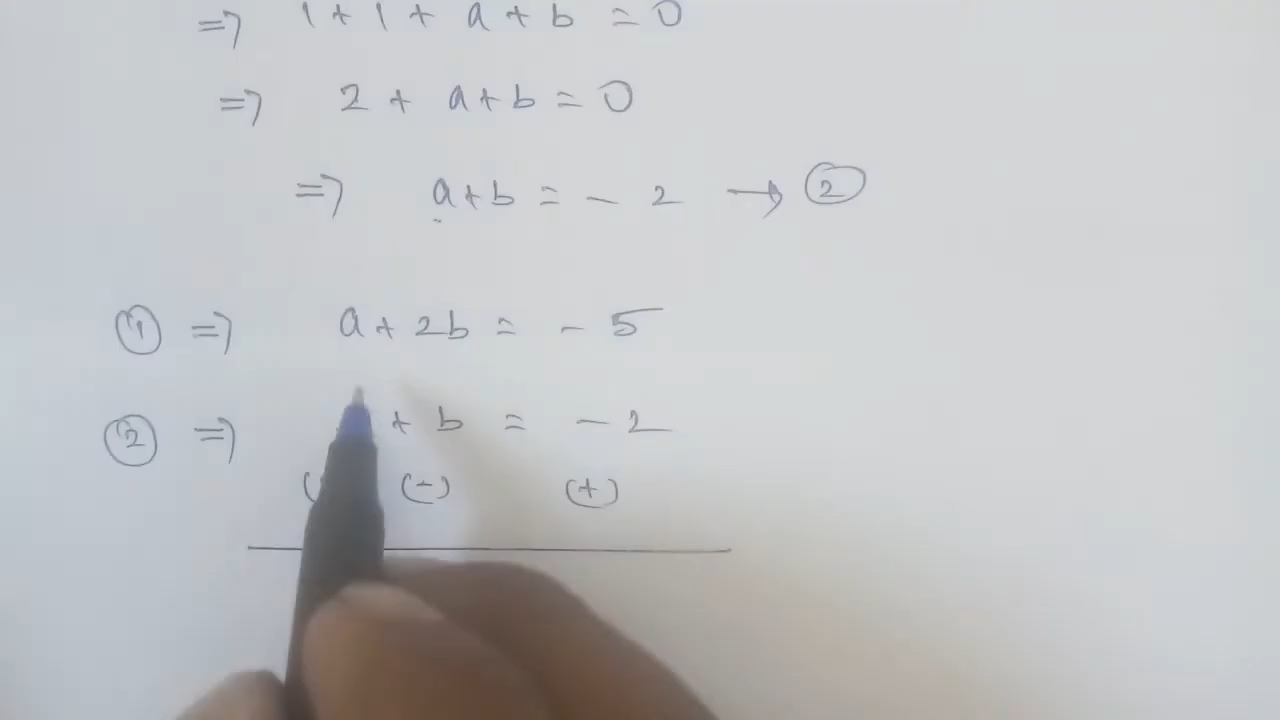 => 1 + 1 + a + b = 0
=> 2 + a + b = 0
=> a + b = - 2 → ②
① => a + 2b = - 5
② => + b = - 2
( (-) (+)